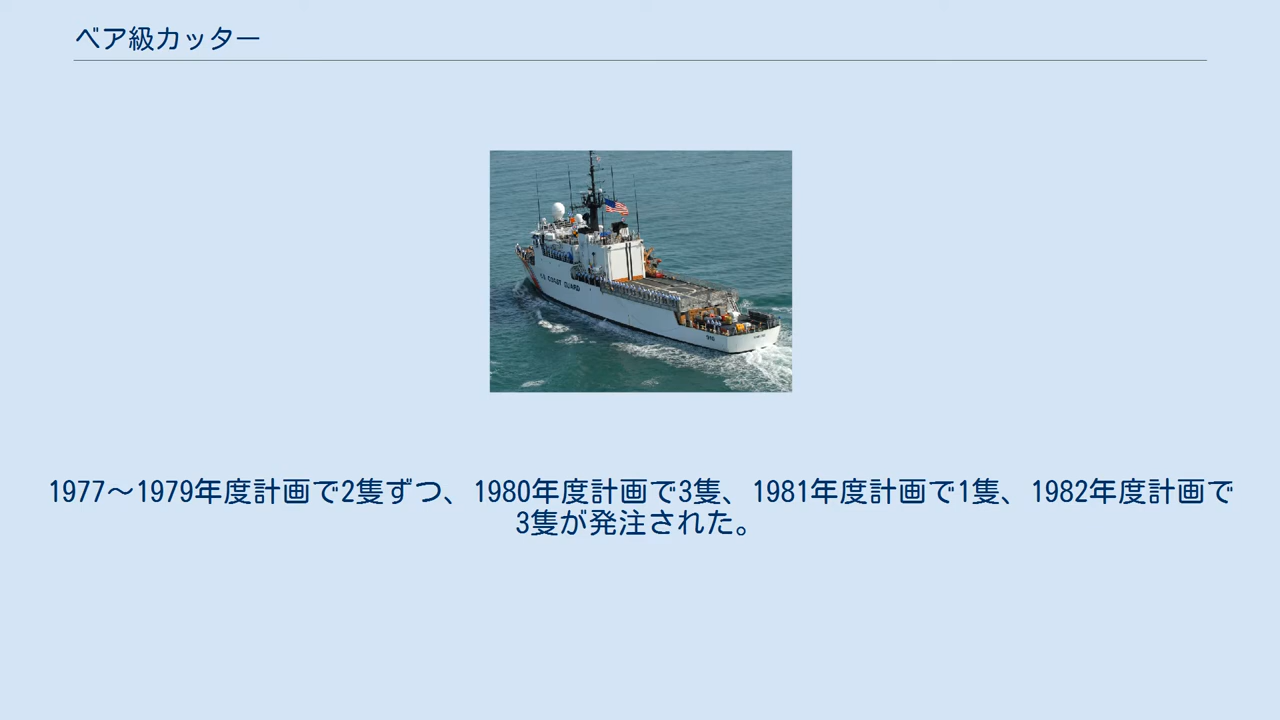 ベア級カッター
U.S. COAST GUARD
1977～1979年度計画で2隻ずつ、1980年度計画で3隻、1981年度計画で1隻、1982年度計画で
3隻が発注された。